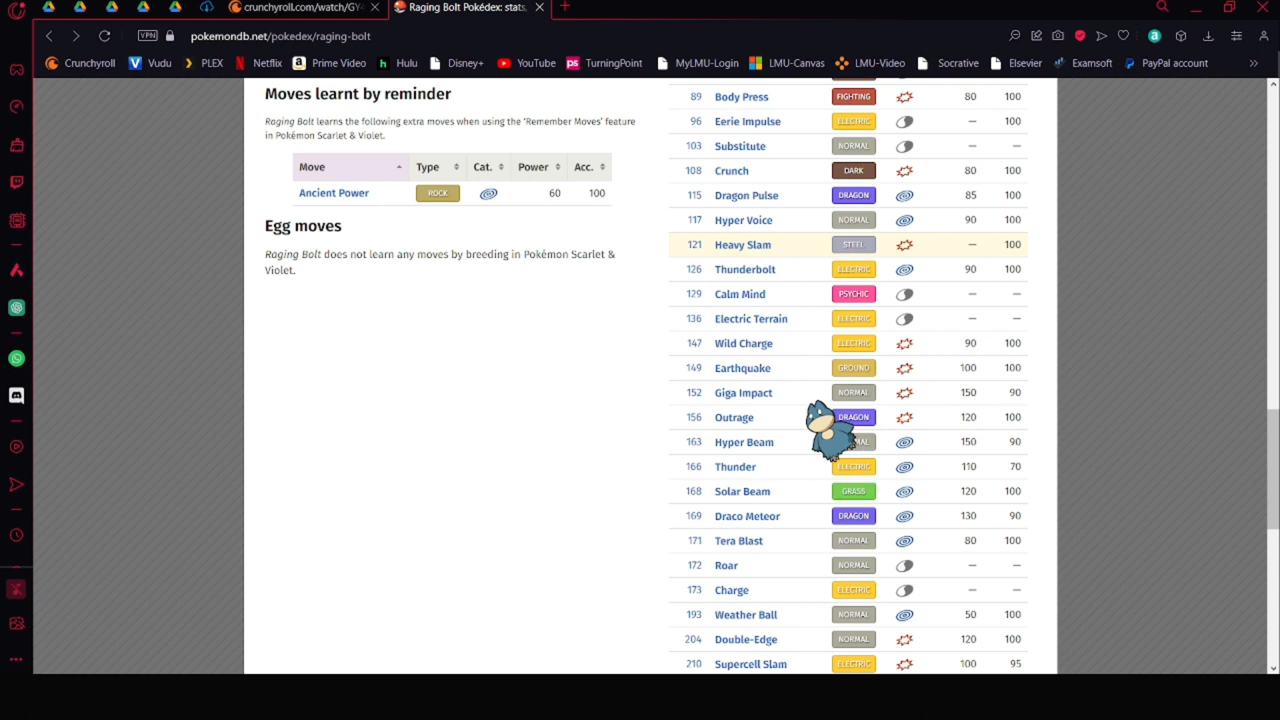 crunchyroll.com/watch/GY
Raging Bolt Pokédex: stats,
VPN pokemondb.net/pokedex/raging-bolt
Crunchyroll Vudu PLEX Netflix Prime Video Hulu Disney+ YouTube TurningPoint MyLMU-Login LMU-Canvas LMU-Video Socrative Elsevier Examsoft PayPal account
Moves learnt by reminder
Raging Bolt learns the following extra moves when using the 'Remember Moves' feature
in Pokémon Scarlet & Violet.
Move Type Cat. Power Acc.
Ancient Power ROCK 60 100
Egg moves
Raging Bolt does not learn any moves by breeding in Pokémon Scarlet &
Violet.
89 Body Press FIGHTING 80 100
96 Eerie Impulse ELECTRIC — 100
103 Substitute NORMAL — —
108 Crunch DARK 80 100
115 Dragon Pulse DRAGON 85 100
117 Hyper Voice NORMAL 90 100
121 Heavy Slam STEEL — 100
126 Thunderbolt ELECTRIC 90 100
129 Calm Mind PSYCHIC — —
136 Electric Terrain ELECTRIC — —
147 Wild Charge ELECTRIC 90 100
149 Earthquake GROUND 100 100
152 Giga Impact NORMAL 150 90
156 Outrage DRAGON 120 100
163 Hyper Beam 150 90
166 Thunder ELECTRIC 110 70
168 Solar Beam GRASS 120 100
169 Draco Meteor DRAGON 130 90
171 Tera Blast NORMAL 80 100
172 Roar NORMAL — —
173 Charge ELECTRIC — —
193 Weather Ball NORMAL 50 100
204 Double-Edge NORMAL 120 100
210 Supercell Slam ELECTRIC 100 95